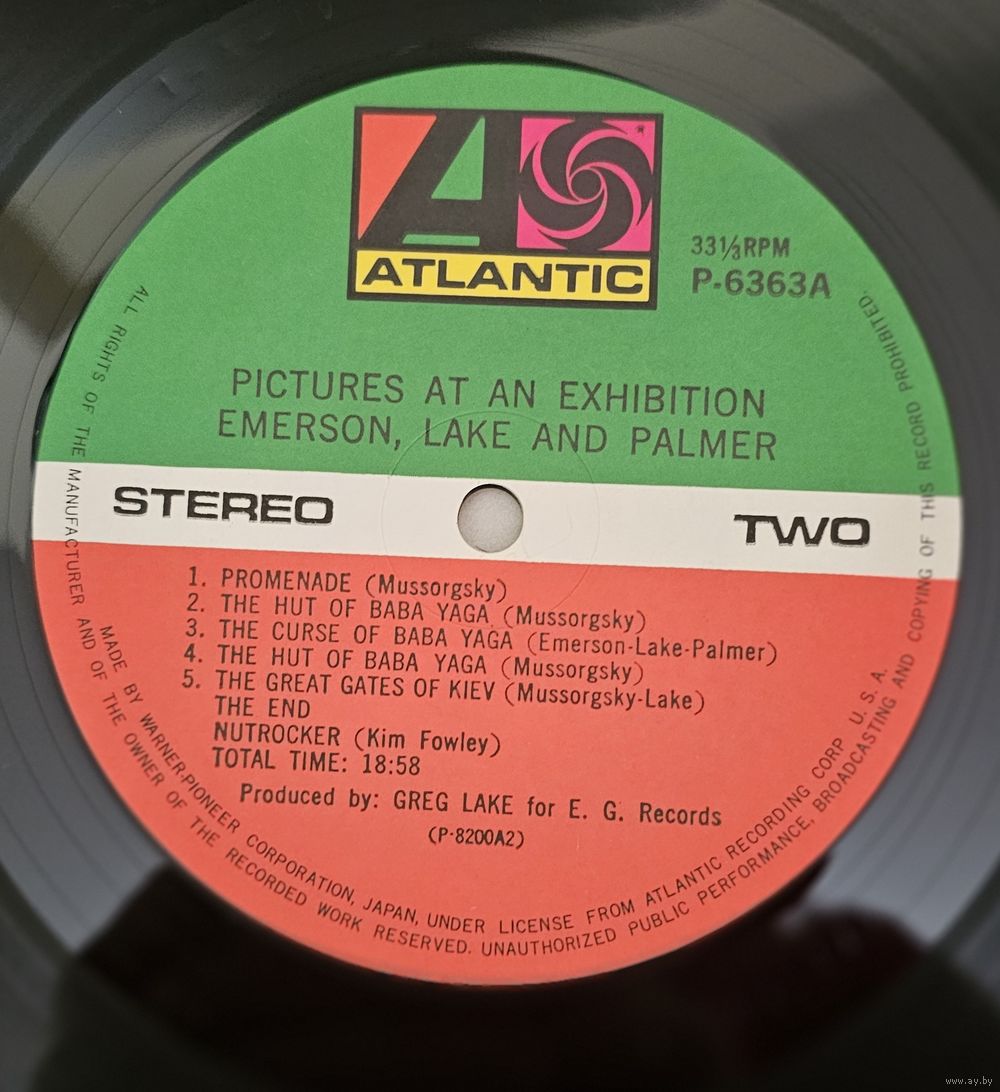 ATLANTIC
33⅓RPM
P-6363A
PICTURES AT AN EXHIBITION
EMERSON, LAKE AND PALMER
STEREO
TWO
1. PROMENADE (Mussorgsky)
2. THE HUT OF BABA YAGA (Mussorgsky)
3. THE CURSE OF BABA YAGA (Emerson-Lake-Palmer)
4. THE HUT OF BABA YAGA (Mussorgsky)
5. THE GREAT GATES OF KIEV (Mussorgsky-Lake)
THE END
NUTROCKER (Kim Fowley)
TOTAL TIME: 18:58
Produced by: GREG LAKE for E. G. Records
(P-8200A2)
MADE BY WARNER-PIONEER CORPORATION, JAPAN, UNDER LICENSE FROM ATLANTIC RECORDING CORP U. S. A.
ALL RIGHTS OF THE MANUFACTURER AND OF THE OWNER OF THE RECORDED WORK RESERVED. UNAUTHORIZED PUBLIC PERFORMANCE, BROADCASTING AND COPYING OF THIS RECORD PROHIBITED.
www.ay.by